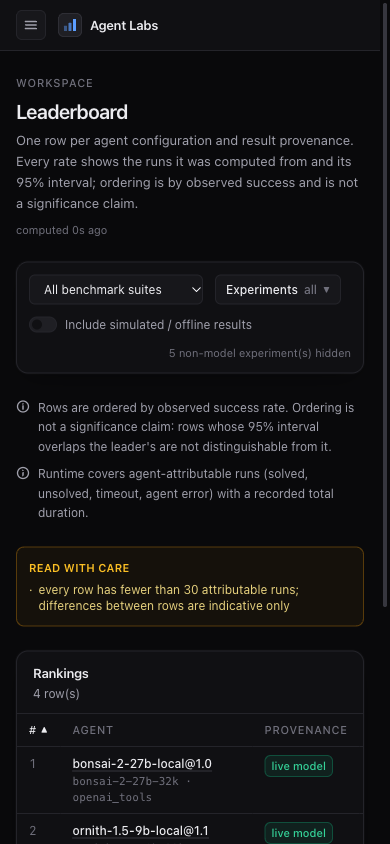 Agent Labs
WORKSPACE
Leaderboard
One row per agent configuration and result provenance.
Every rate shows the runs it was computed from and its
95% interval; ordering is by observed success and is not
a significance claim.
computed 0s ago
All benchmark suites
Experiments all ▾
Include simulated / offline results
5 non-model experiment(s) hidden
Rows are ordered by observed success rate. Ordering is
not a significance claim: rows whose 95% interval
overlaps the leader's are not distinguishable from it.
Runtime covers agent-attributable runs (solved,
unsolved, timeout, agent error) with a recorded total
duration.
READ WITH CARE
· every row has fewer than 30 attributable runs;
differences between rows are indicative only
Rankings
4 row(s)
# ▲ AGENT PROVENANCE
1 bonsai-2-27b-local@1.0 live model
bonsai-2-27b-32k ·
openai_tools
2 ornith-1.5-9b-local@1.1 live model